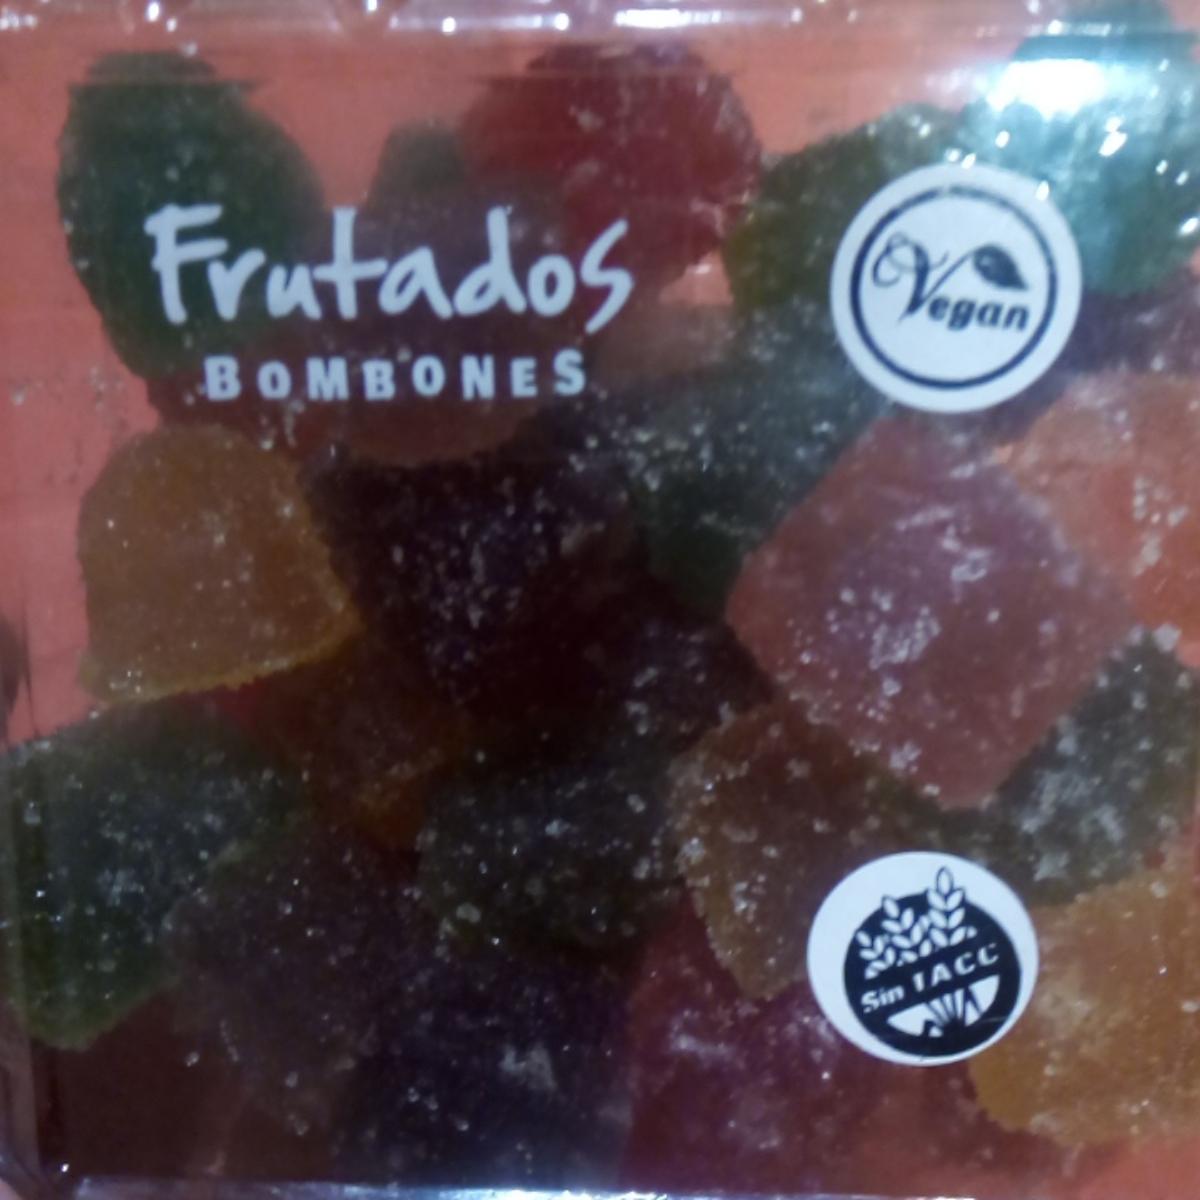 Frutados
BOMBONES
Vegan
Sin TACC